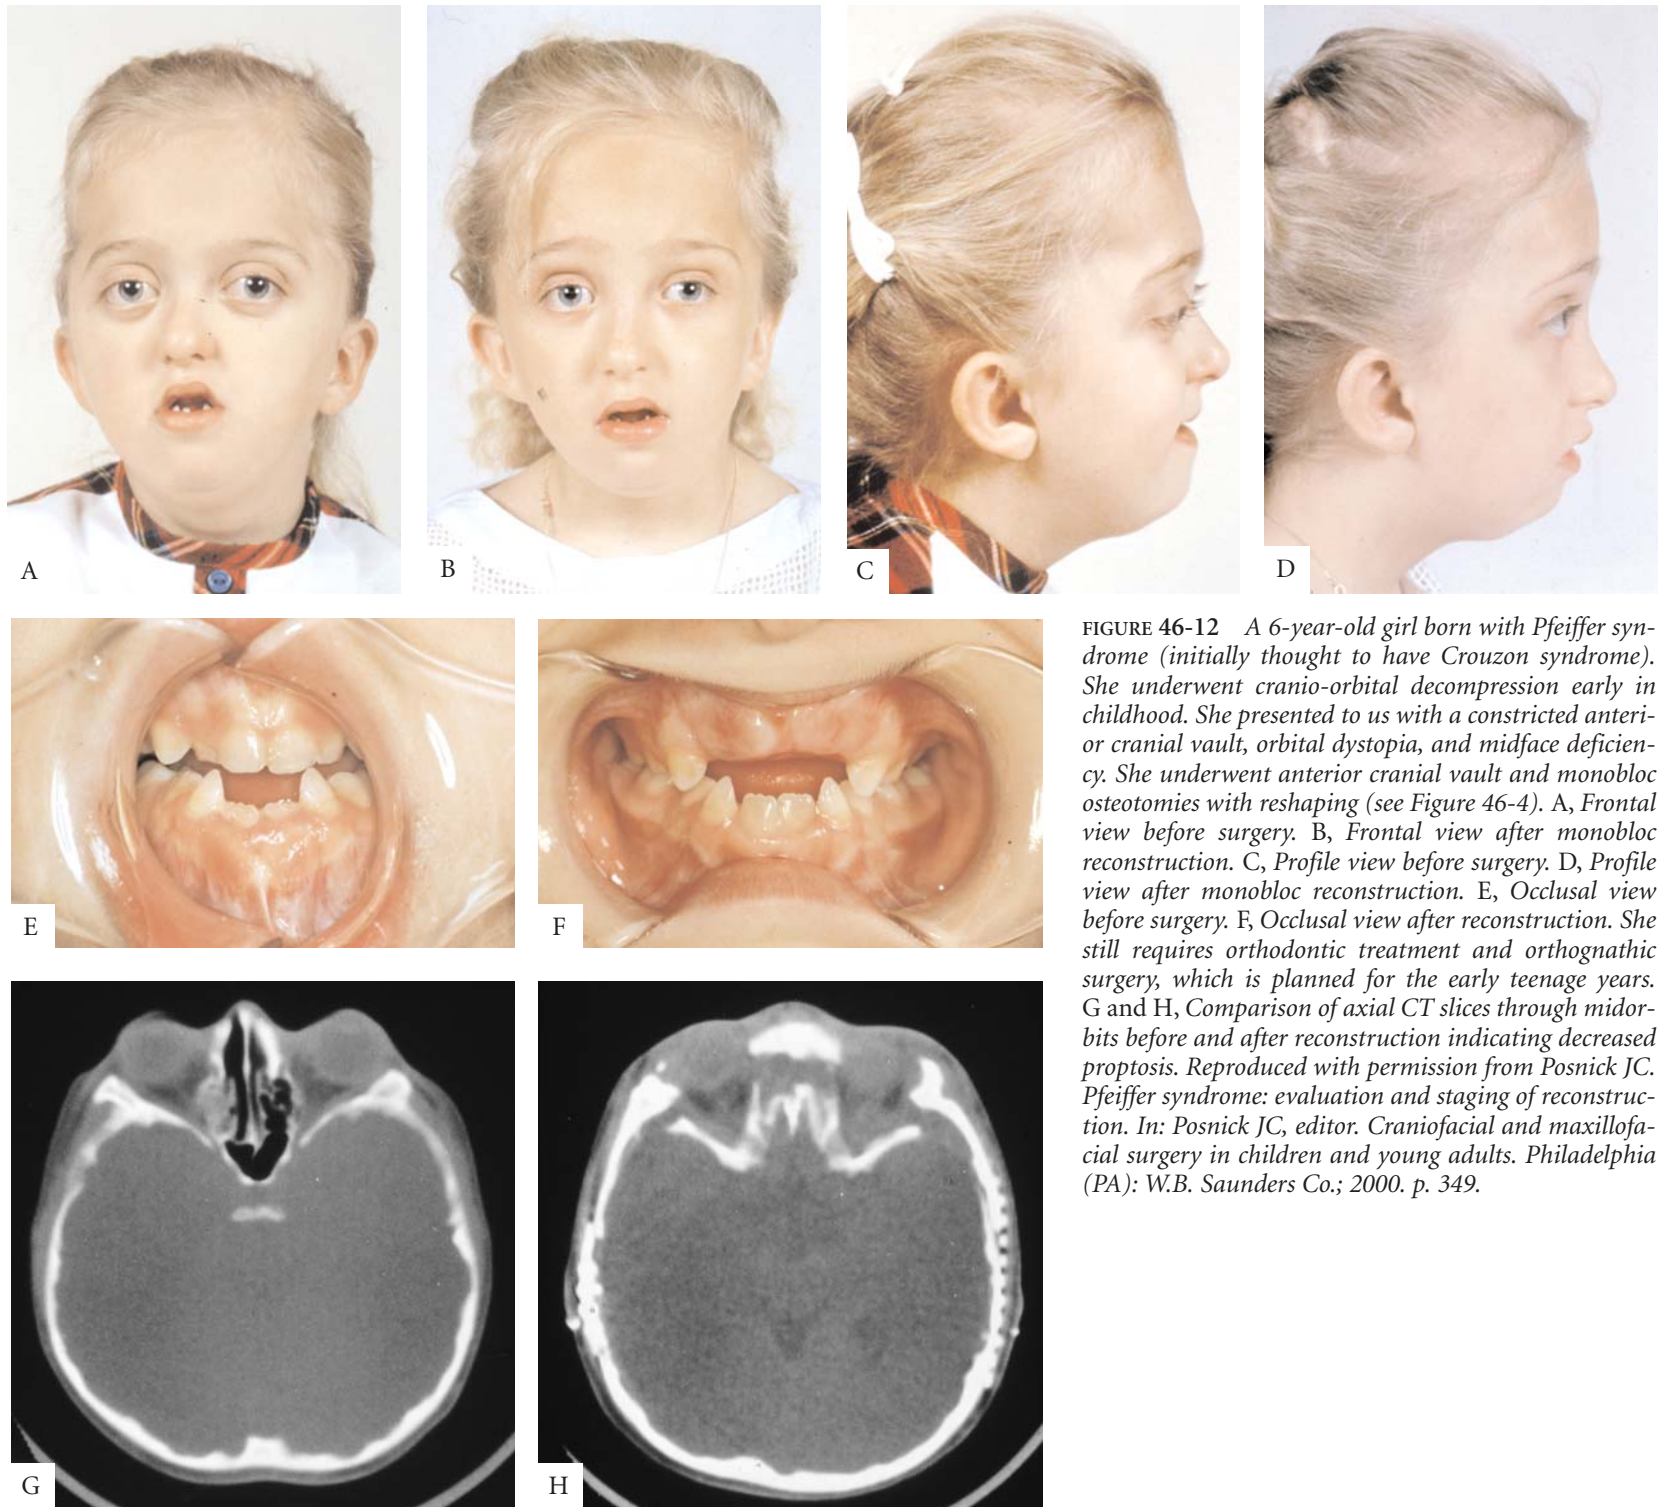 A
B
C
D
E
F
G
H
FIGURE 46-12 A 6-year-old girl born with Pfeiffer syn-
drome (initially thought to have Crouzon syndrome).
She underwent cranio-orbital decompression early in
childhood. She presented to us with a constricted anteri-
or cranial vault, orbital dystopia, and midface deficien-
cy. She underwent anterior cranial vault and monobloc
osteotomies with reshaping (see Figure 46-4). A, Frontal
view before surgery. B, Frontal view after monobloc
reconstruction. C, Profile view before surgery. D, Profile
view after monobloc reconstruction. E, Occlusal view
before surgery. F, Occlusal view after reconstruction. She
still requires orthodontic treatment and orthognathic
surgery, which is planned for the early teenage years.
G and H, Comparison of axial CT slices through midor-
bits before and after reconstruction indicating decreased
proptosis. Reproduced with permission from Posnick JC.
Pfeiffer syndrome: evaluation and staging of reconstruc-
tion. In: Posnick JC, editor. Craniofacial and maxillofa-
cial surgery in children and young adults. Philadelphia
(PA): W.B. Saunders Co.; 2000. p. 349.